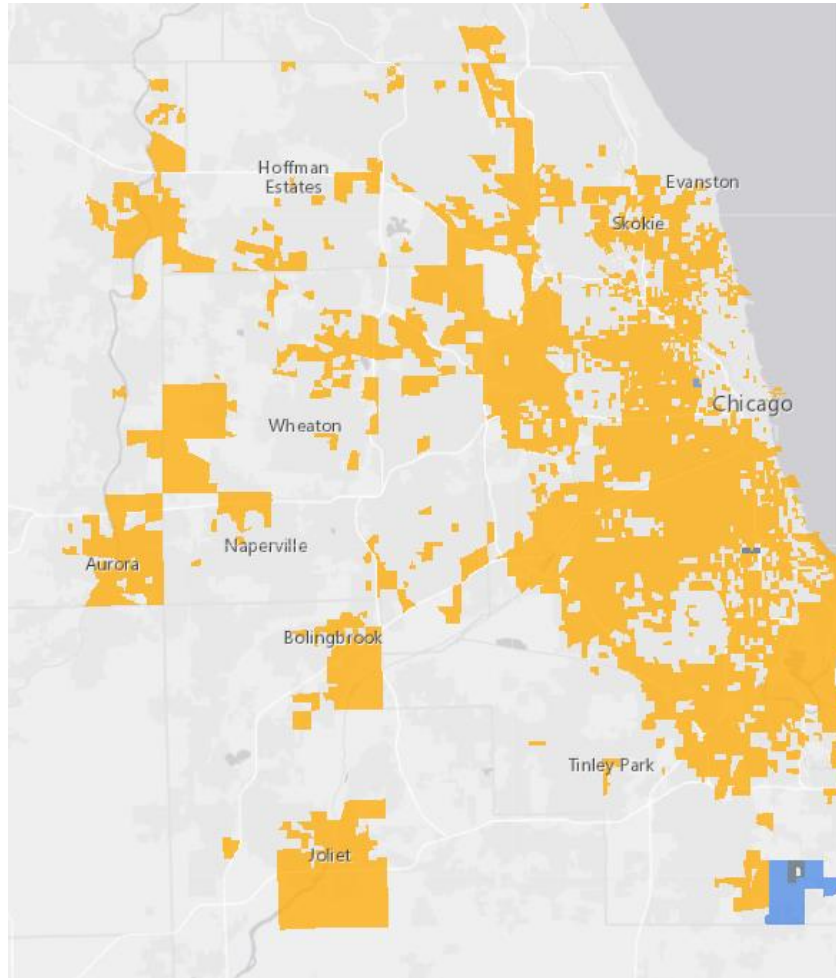 Hoffman
Estates
Evanston
Skokie
Chicago
Wheaton
Naperville
Aurora
Bolingbrook
Tinley Park
Joliet